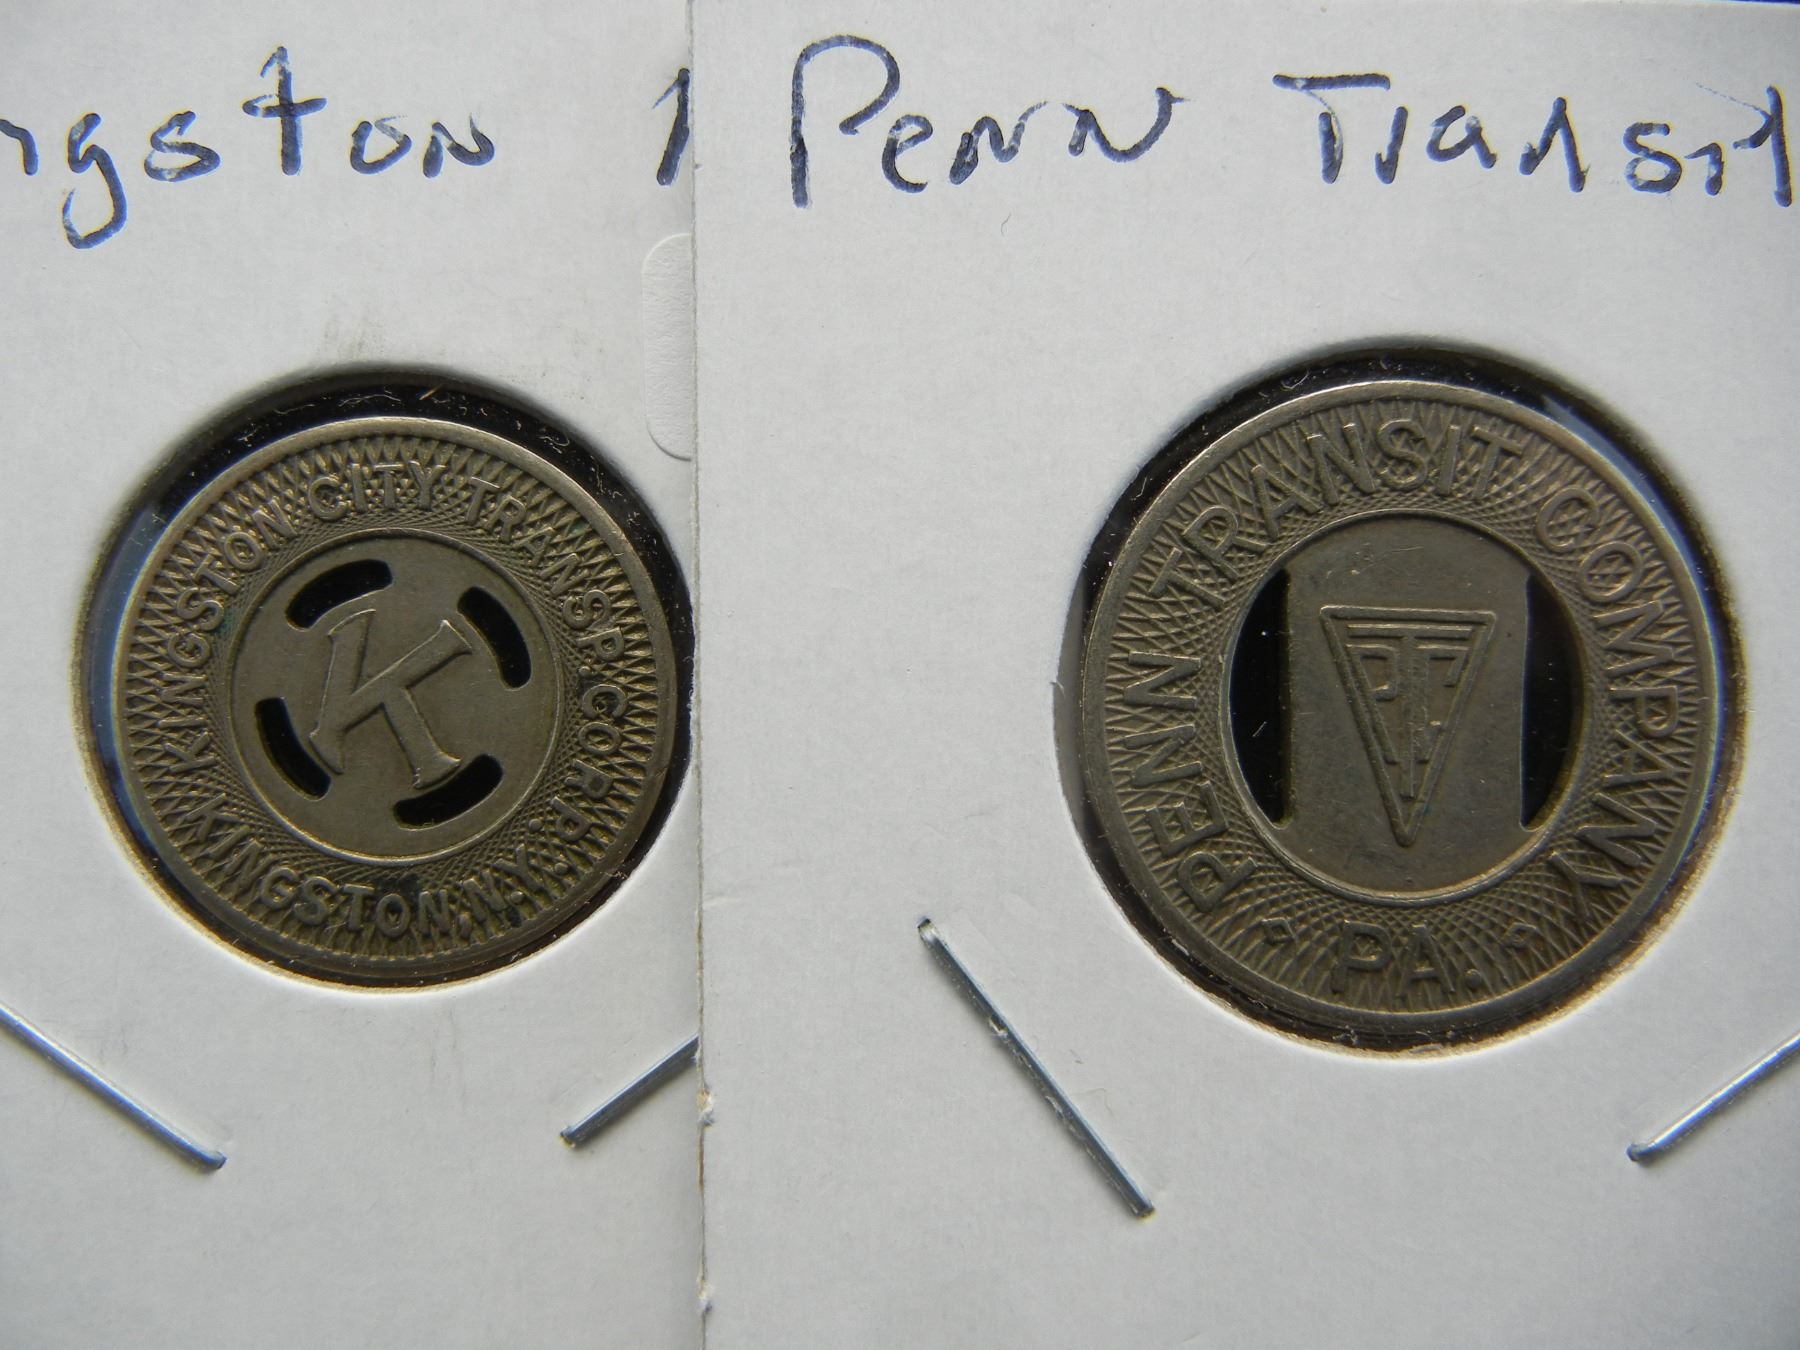 ngston
Penn Transit
KINGSTON CITY TRANSP. CORP.
KINGSTON, N.Y.
K
PENN TRANSIT COMPANY
PTC
· PA. ·